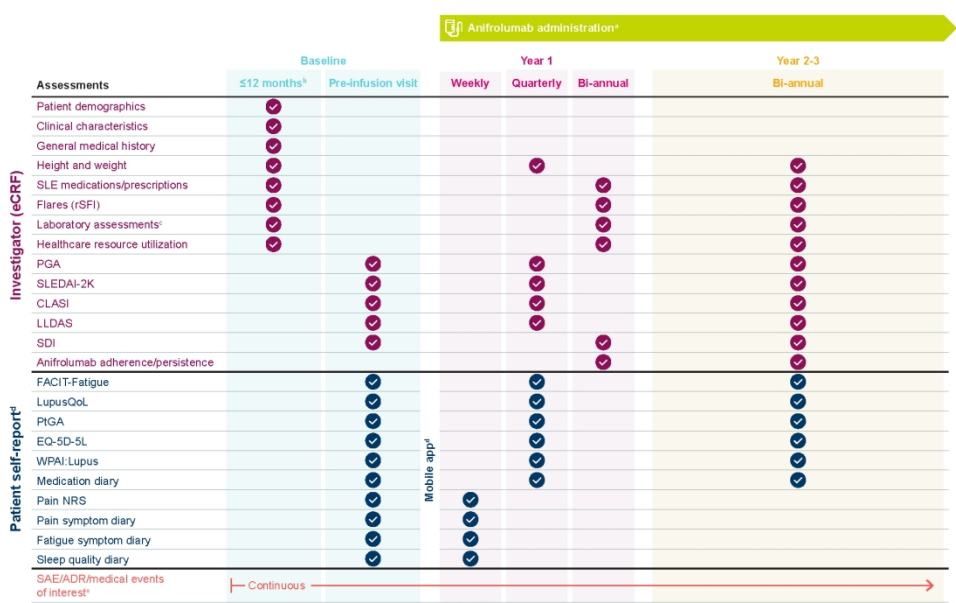 Anifrolumab administrationᵃ
Baseline
Year 1
Year 2-3
Assessments
≤12 monthsᵇ
Pre-infusion visit
Weekly
Quarterly
Bi-annual
Bi-annual
Investigator (eCRF)
Patient demographics
Clinical characteristics
General medical history
Height and weight
SLE medications/prescriptions
Flares (rSFI)
Laboratory assessmentsᶜ
Healthcare resource utilization
PGA
SLEDAI-2K
CLASI
LLDAS
SDI
Anifrolumab adherence/persistence
Patient self-reportᵈ
FACIT-Fatigue
LupusQoL
PtGA
EQ-5D-5L
WPAI:Lupus
Medication diary
Pain NRS
Pain symptom diary
Fatigue symptom diary
Sleep quality diary
Mobile appᵈ
SAE/ADR/medical events
of interestᵉ
Continuous